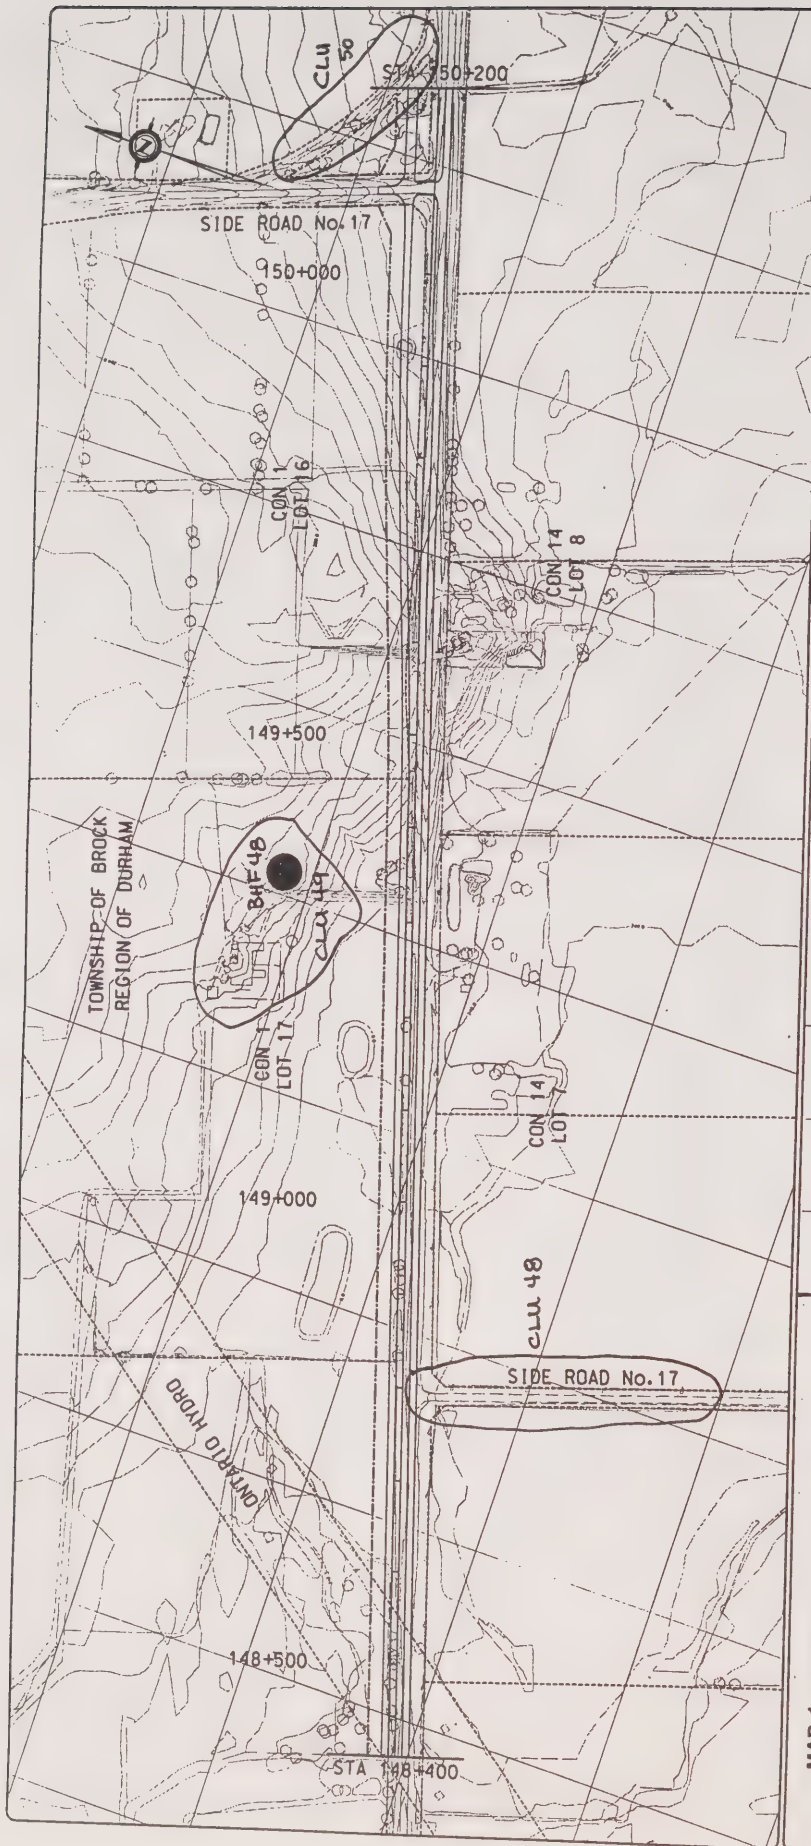 CLU
50
STA 150+200
N
SIDE ROAD No. 17
150+000
CON 1
LOT 16
CON 14
LOT 8
149+500
TOWNSHIP OF BROCK
REGION OF DURHAM
BHF 48
CLU 49
CON 1
LOT 17
CON 14
LOT 7
149+000
CLU 48
SIDE ROAD No. 17
ONTARIO HYDRO
148+500
STA 148+400